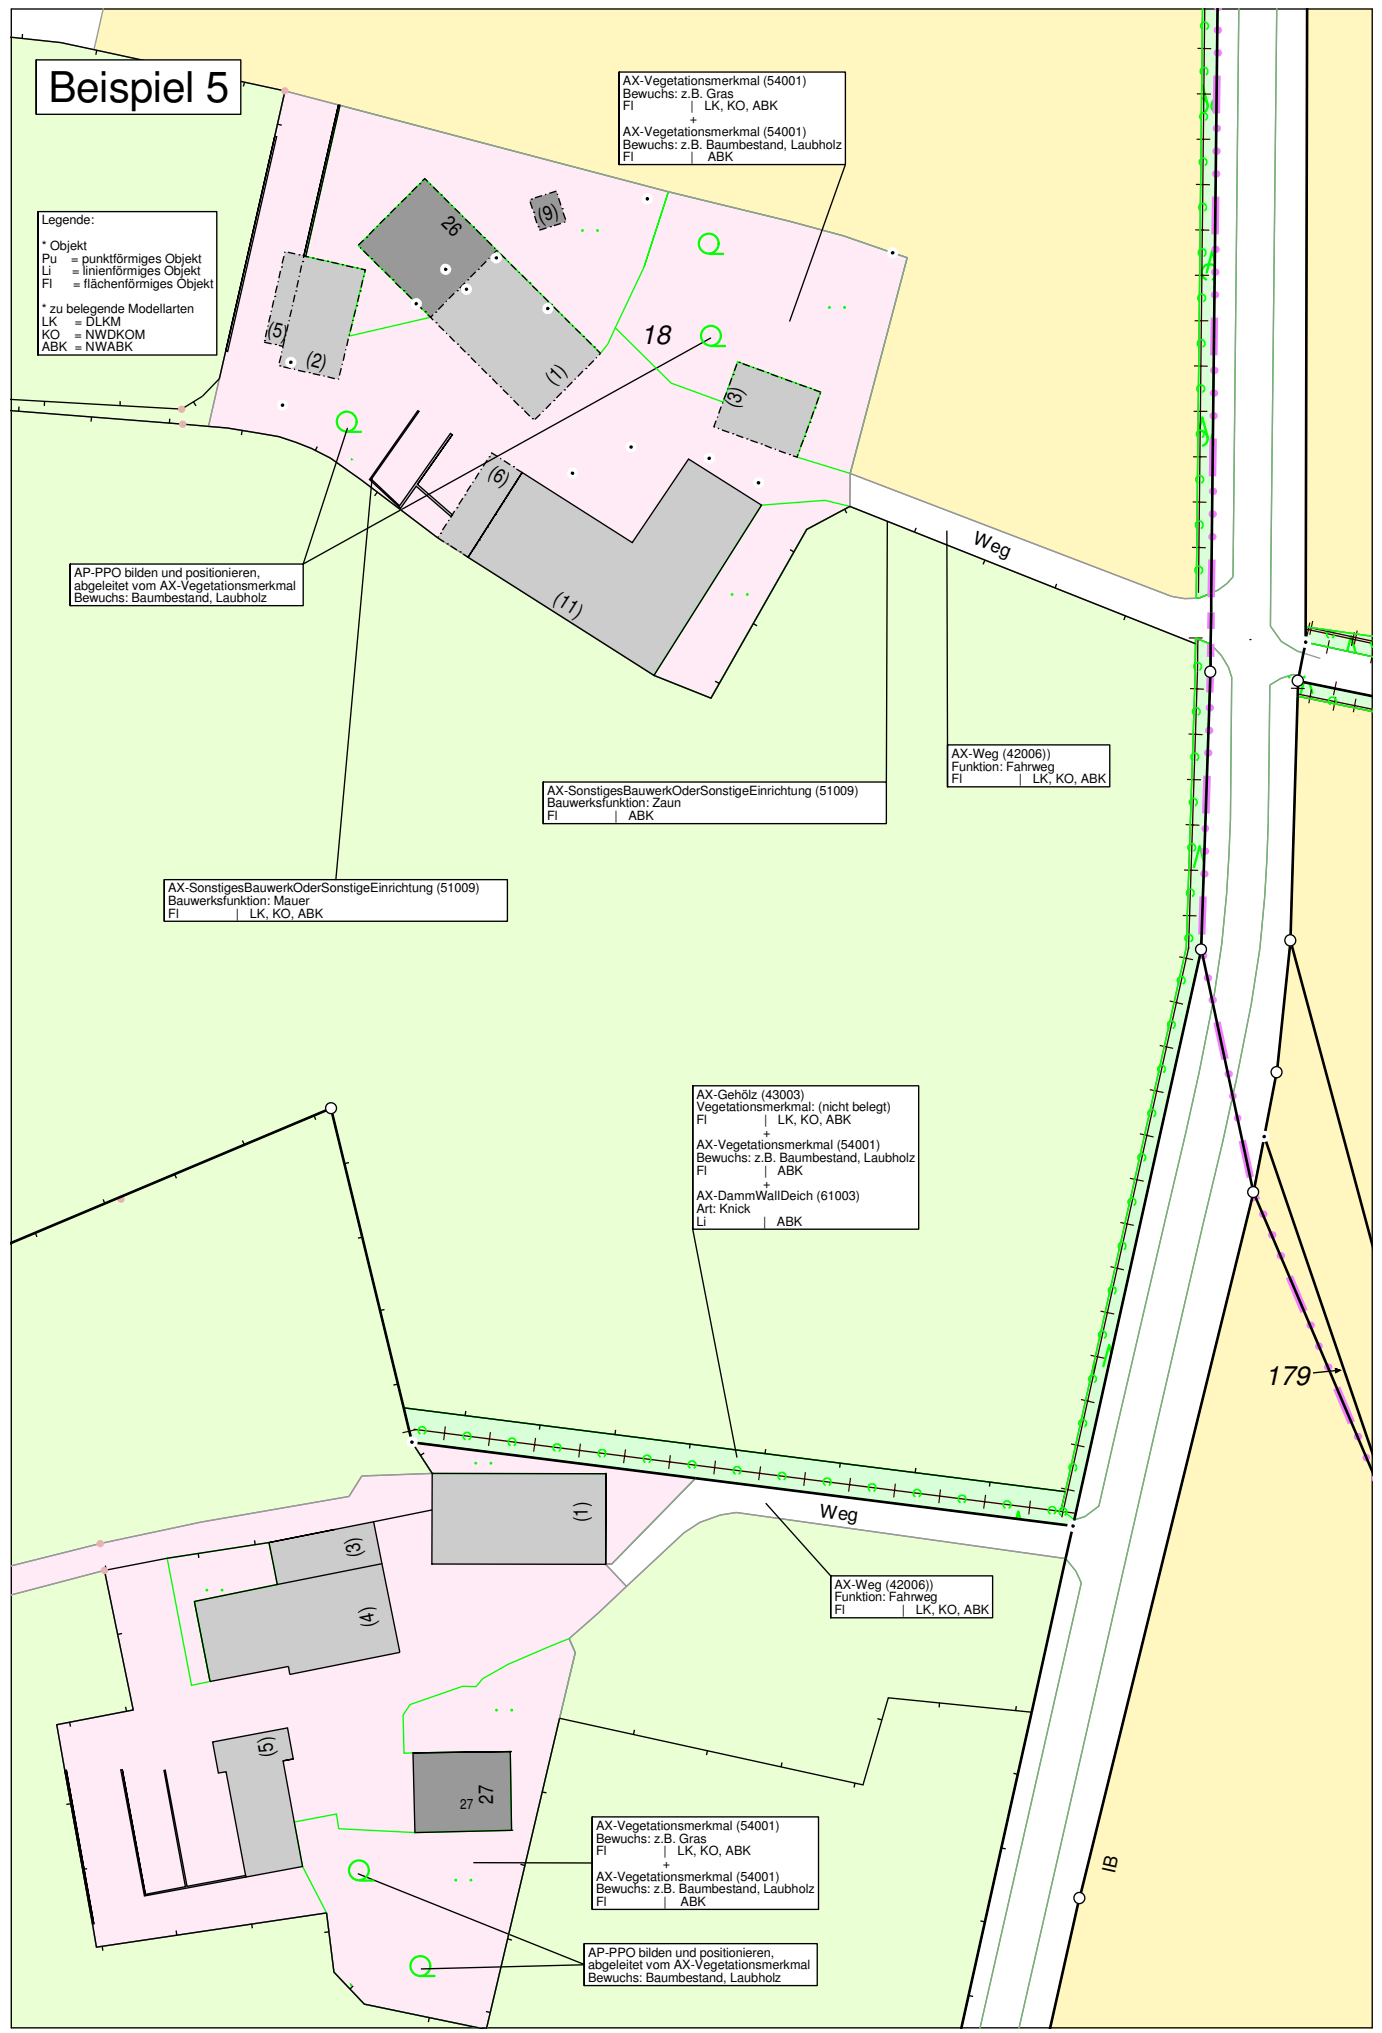 Beispiel 5
AX-Vegetationsmerkmal (54001)
Bewuchs: z.B. Gras
Fl | LK, KO, ABK
+
AX-Vegetationsmerkmal (54001)
Bewuchs: z.B. Baumbestand, Laubholz
Fl | ABK
Legende:
* Objekt
Pu = punktförmiges Objekt
Li = linienförmiges Objekt
Fl = flächenförmiges Objekt
* zu belegende Modellarten
LK = DLKM
KO = NWDKOM
ABK = NWABK
26
(9)
(5)
(2)
(1)
18
(3)
(6)
(11)
Weg
AP-PPO bilden und positionieren,
abgeleitet vom AX-Vegetationsmerkmal
Bewuchs: Baumbestand, Laubholz
AX-Weg (42006))
Funktion: Fahrweg
Fl | LK, KO, ABK
AX-SonstigesBauwerkOderSonstigeEinrichtung (51009)
Bauwerksfunktion: Zaun
Fl | ABK
AX-SonstigesBauwerkOderSonstigeEinrichtung (51009)
Bauwerksfunktion: Mauer
Fl | LK, KO, ABK
AX-Gehölz (43003)
Vegetationsmerkmal: (nicht belegt)
Fl | LK, KO, ABK
+
AX-Vegetationsmerkmal (54001)
Bewuchs: z.B. Baumbestand, Laubholz
Fl | ABK
+
AX-DammWallDeich (61003)
Art: Knick
Li | ABK
179
(1)
Weg
(3)
(4)
AX-Weg (42006))
Funktion: Fahrweg
Fl | LK, KO, ABK
(5)
27
27
AX-Vegetationsmerkmal (54001)
Bewuchs: z.B. Gras
Fl | LK, KO, ABK
+
AX-Vegetationsmerkmal (54001)
Bewuchs: z.B. Baumbestand, Laubholz
Fl | ABK
IB
AP-PPO bilden und positionieren,
abgeleitet vom AX-Vegetationsmerkmal
Bewuchs: Baumbestand, Laubholz